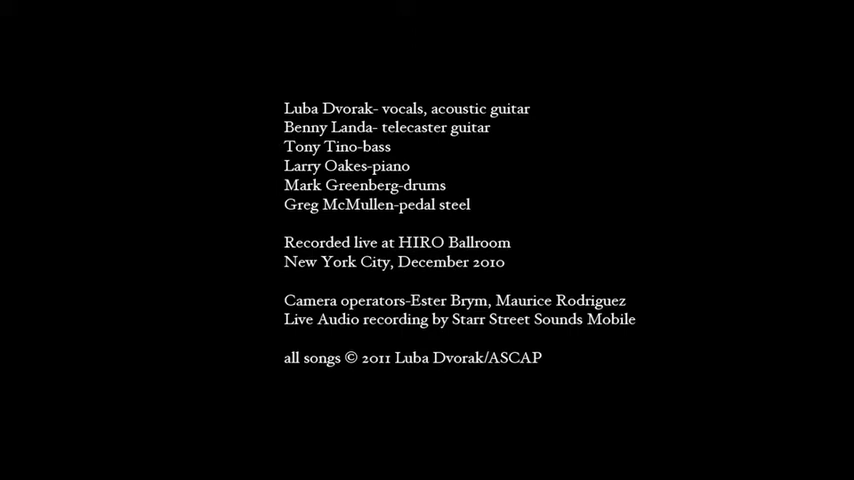 Luba Dvorak- vocals, acoustic guitar
Benny Landa- telecaster guitar
Tony Tino-bass
Larry Oakes-piano
Mark Greenberg-drums
Greg McMullen-pedal steel
Recorded live at HIRO Ballroom
New York City, December 2010
Camera operators-Ester Brym, Maurice Rodriguez
Live Audio recording by Starr Street Sounds Mobile
all songs © 2011 Luba Dvorak/ASCAP